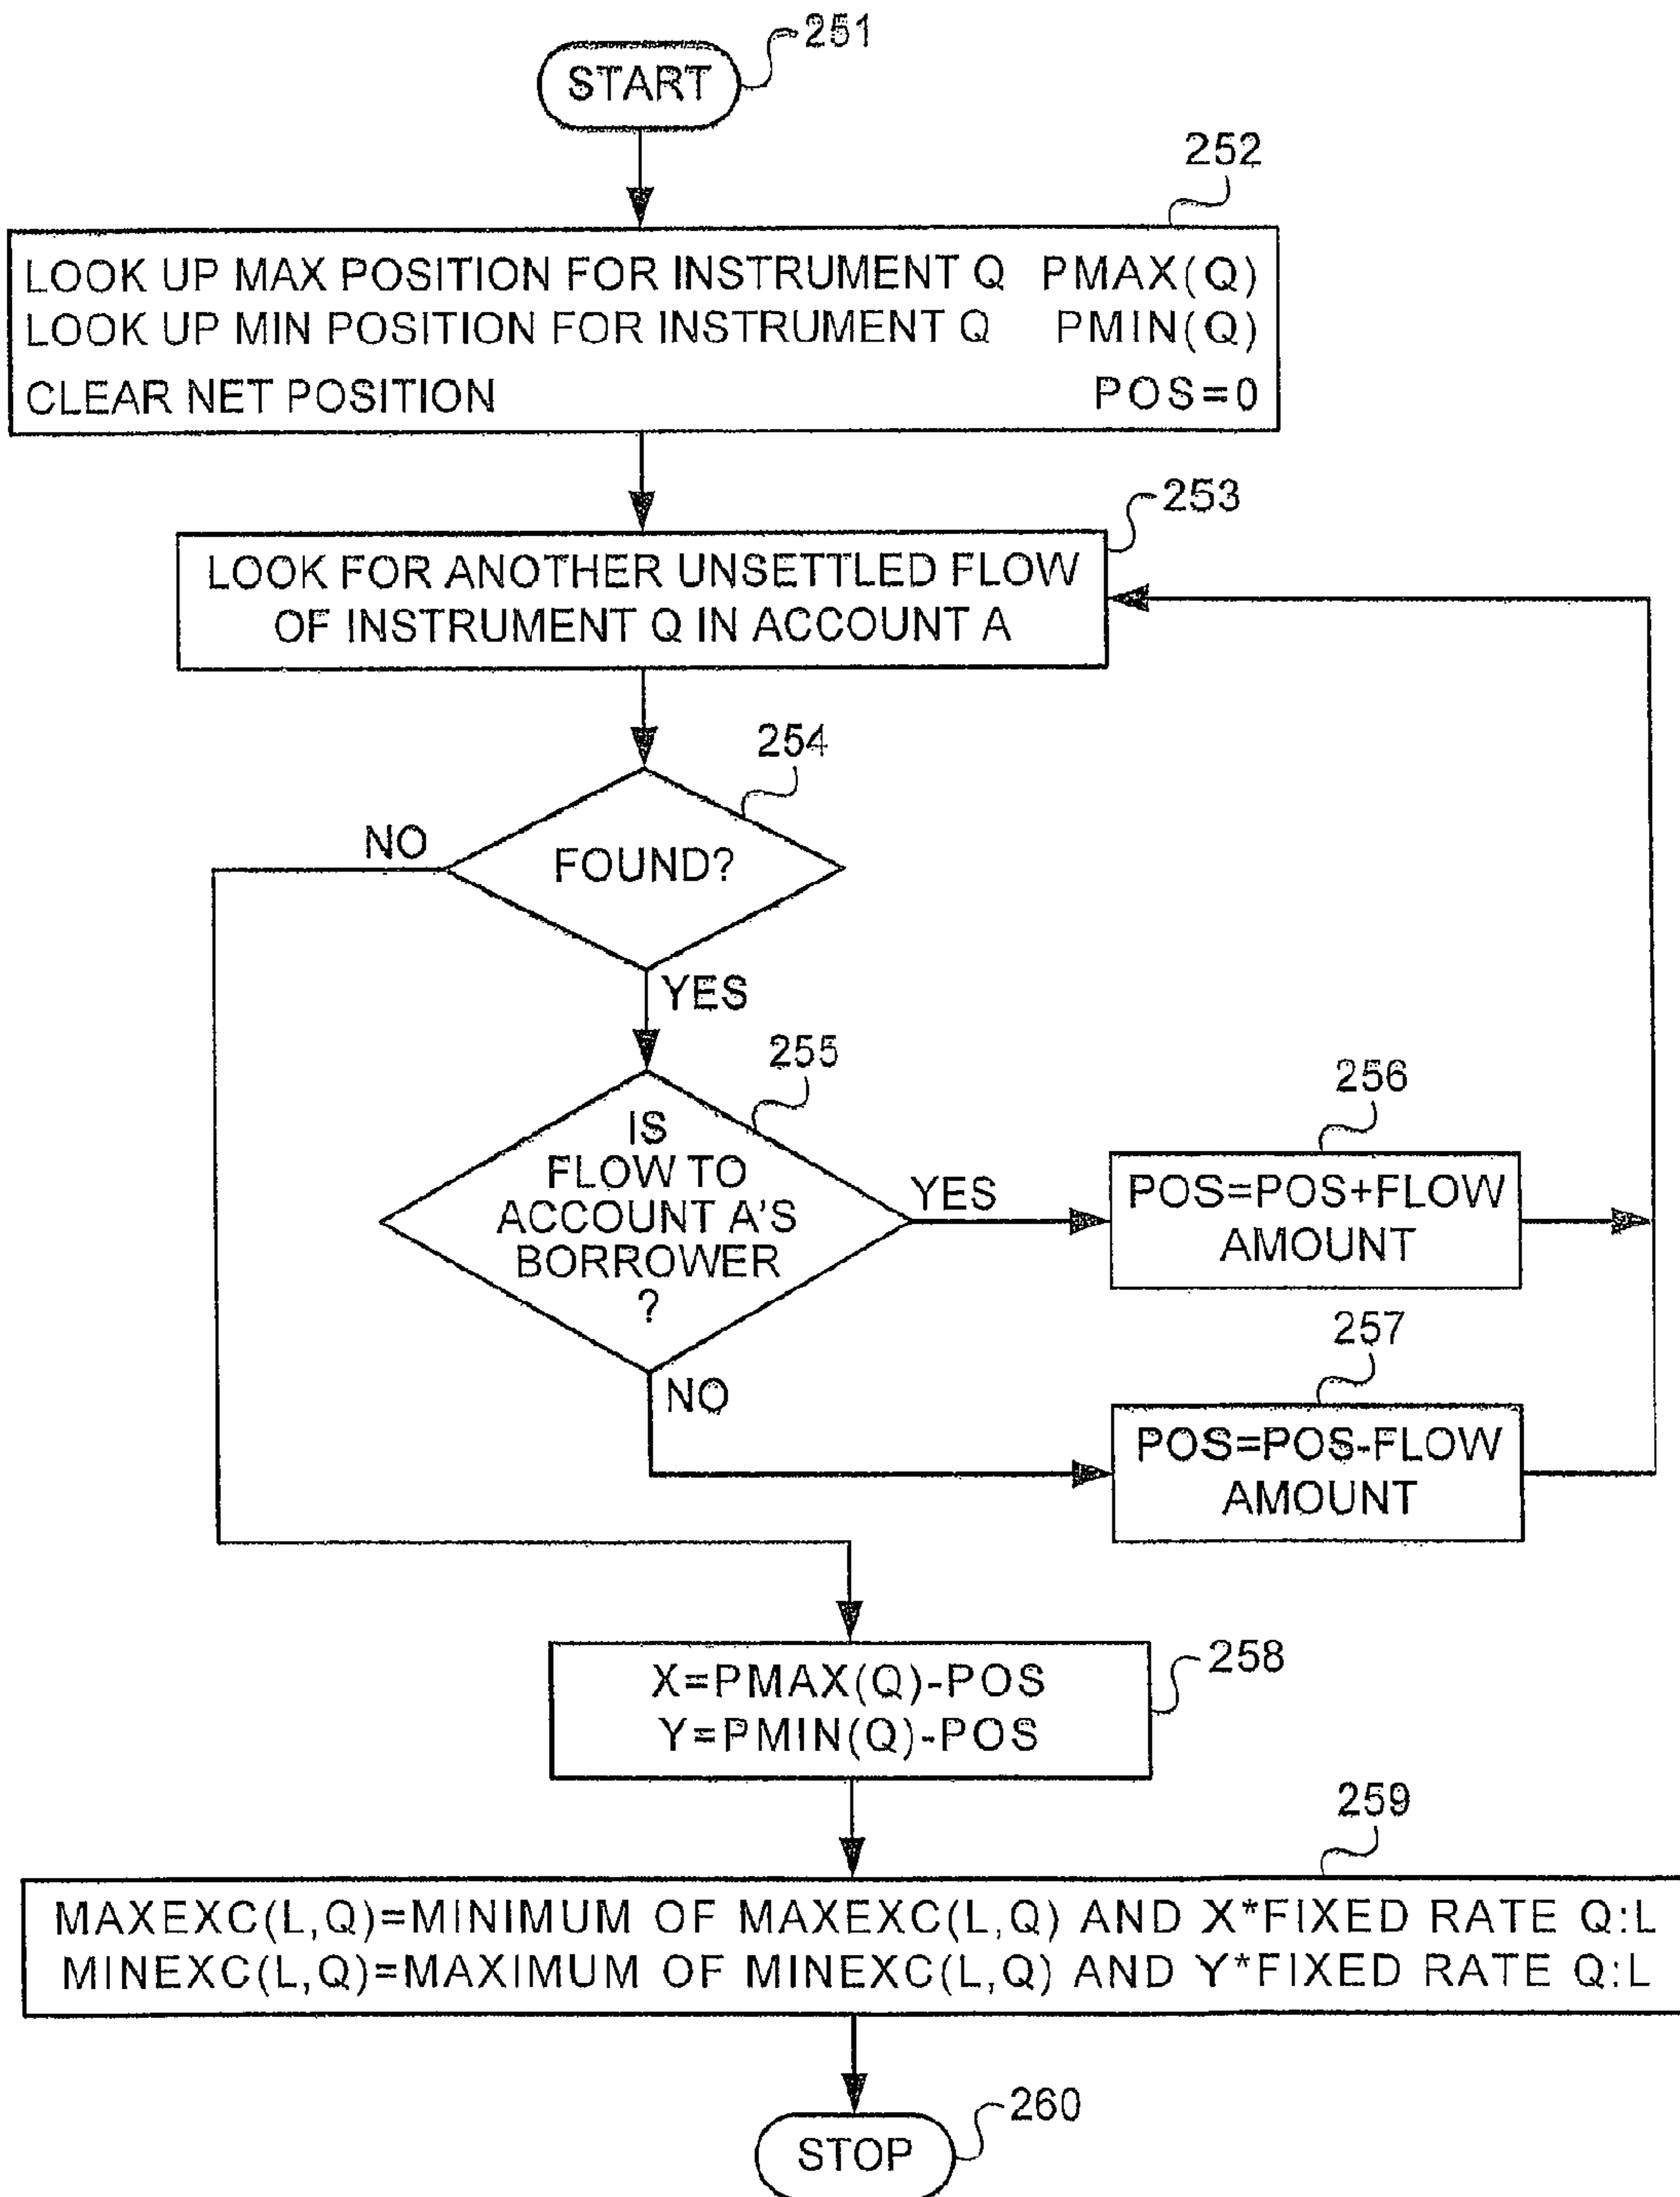 251
START
252
LOOK UP MAX POSITION FOR INSTRUMENT Q PMAX(Q)
LOOK UP MIN POSITION FOR INSTRUMENT Q PMIN(Q)
CLEAR NET POSITION POS=0
253
LOOK FOR ANOTHER UNSETTLED FLOW
OF INSTRUMENT Q IN ACCOUNT A
254
NO
FOUND?
YES
255
IS
FLOW TO
ACCOUNT A'S
BORROWER
?
YES
256
POS=POS+FLOW
AMOUNT
NO
257
POS=POS-FLOW
AMOUNT
258
X=PMAX(Q)-POS
Y=PMIN(Q)-POS
259
MAXEXC(L,Q)=MINIMUM OF MAXEXC(L,Q) AND X*FIXED RATE Q:L
MINEXC(L,Q)=MAXIMUM OF MINEXC(L,Q) AND Y*FIXED RATE Q:L
260
STOP